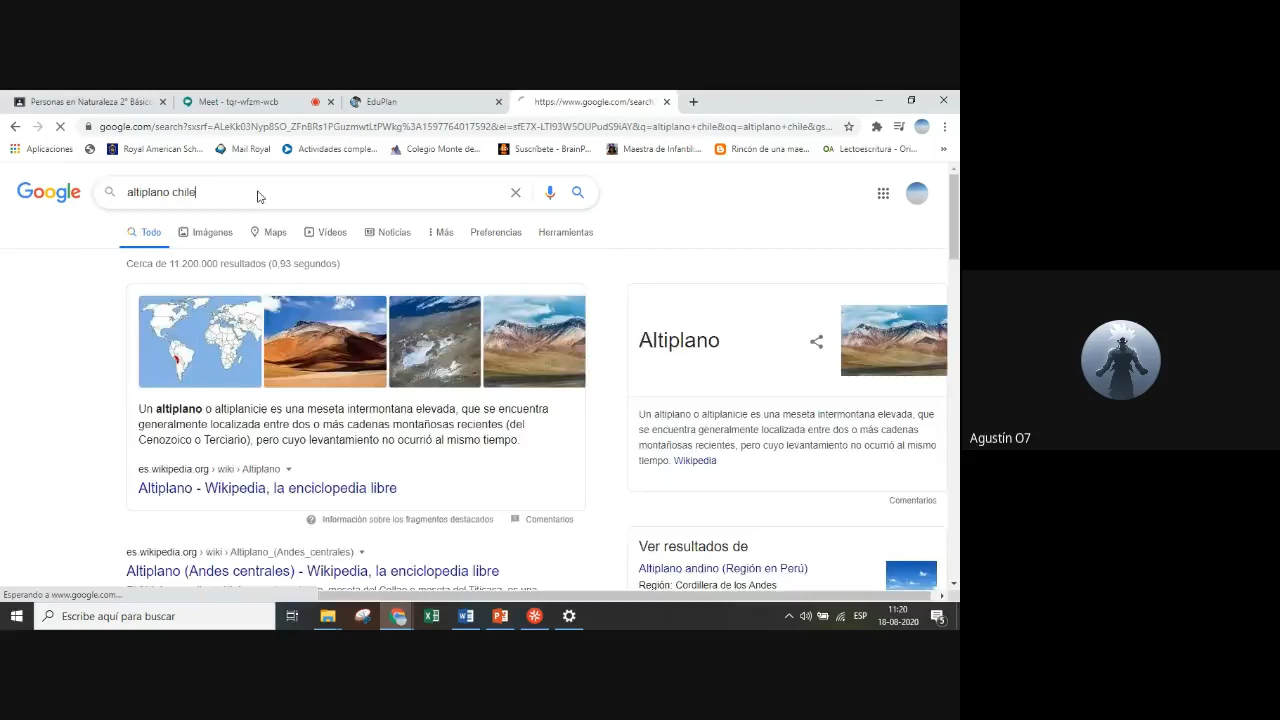 Personas en Naturaleza 2° Básico
Meet - tqr-wfzm-wcb
EduPlan
https://www.google.com/search
google.com/search?
altiplano+chile&oq=altiplano+chile&gs...
Aplicaciones
Royal American Sch...
Mail Royal
Actividades comple...
Colegio Monte de...
Suscríbete - BrainP...
Maestra de Infantil:...
Rincón de una mae...
OA Lectoescritura - Ori...
»
Google
altiplano chile
Todo
Imágenes
Maps
Vídeos
Noticias
Más
Preferencias
Herramientas
Cerca de 11.200.000 resultados (0,93 segundos)
Un altiplano o altiplanicie es una meseta intermontana elevada, que se encuentra
generalmente localizada entre dos o más cadenas montañosas recientes (del
Cenozoico o Terciario), pero cuyo levantamiento no ocurrió al mismo tiempo.
es.wikipedia.org › wiki › Altiplano
Altiplano - Wikipedia, la enciclopedia libre
Información sobre los fragmentos destacados
Comentarios
es.wikipedia.org › wiki › Altiplano_(Andes_centrales)
Altiplano (Andes centrales) - Wikipedia, la enciclopedia libre
Altiplano
Un altiplano o altiplanicie es una meseta intermontana elevada, que
se encuentra generalmente localizada entre dos o más cadenas
montañosas recientes, pero cuyo levantamiento no ocurrió al mismo
tiempo. Wikipedia
Comentarios
Ver resultados de
Altiplano andino (Región en Perú)
Región: Cordillera de los Andes
Esperando a www.google.com...
Escribe aquí para buscar
ESP
11:20
18-08-2020
5
Agustín O7